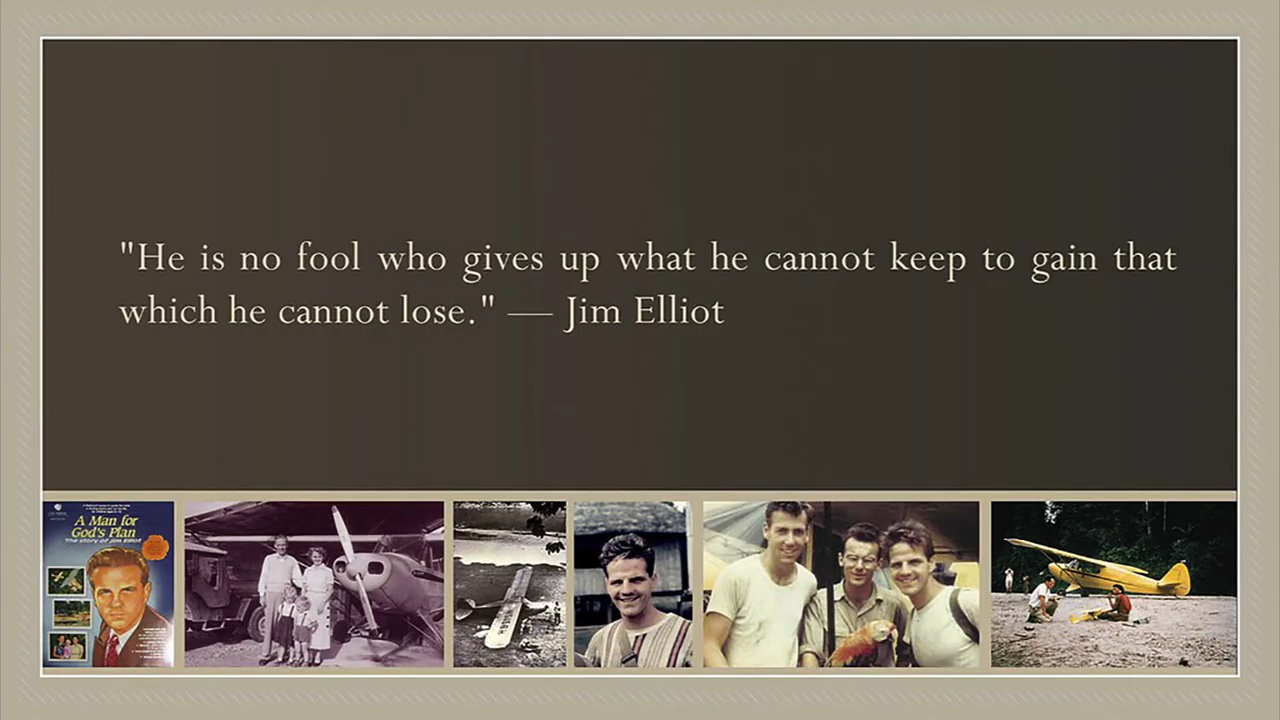 "He is no fool who gives up what he cannot keep to gain that
which he cannot lose." — Jim Elliot
A Man for
God's Plan
The story of Jim Elliot